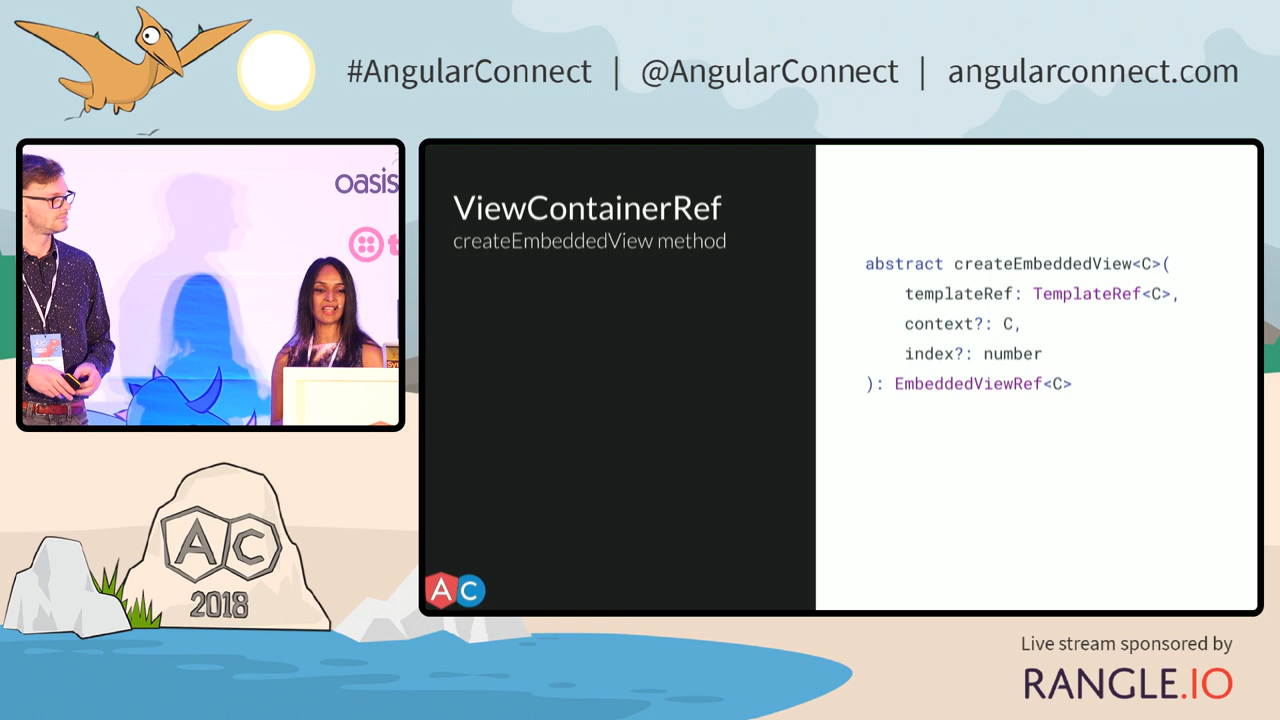 #AngularConnect | @AngularConnect | angularconnect.com
oasis
ViewContainerRef
createEmbeddedView method
abstract createEmbeddedView<C>(
templateRef: TemplateRef<C>,
context?: C,
index?: number
): EmbeddedViewRef<C>
AC
AC
2018
Live stream sponsored by
RANGLE.IO